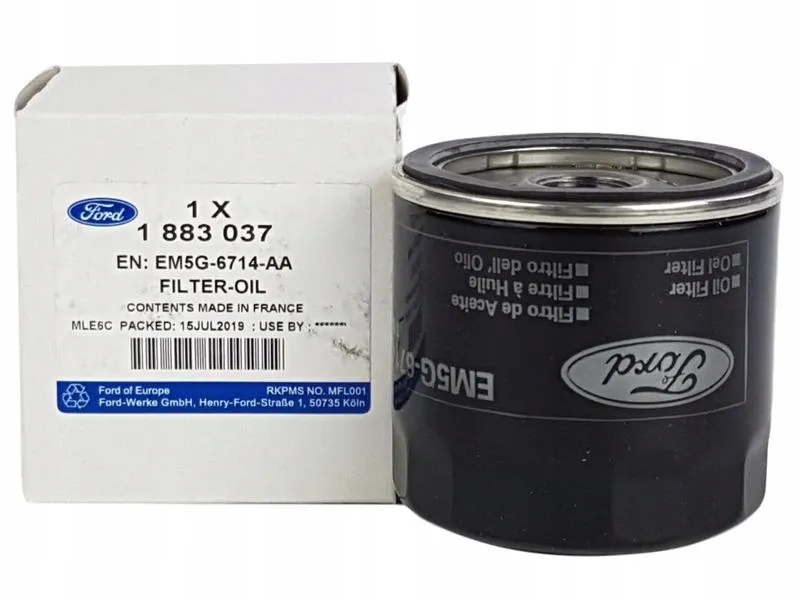 Ford
1 X
1 883 037
EN: EM5G-6714-AA
FILTER-OIL
CONTENTS MADE IN FRANCE
MLE6C PACKED: 15JUL2019 : USE BY : ******
Ford of Europe RKPMS NO. MFL001
Ford-Werke GmbH, Henry-Ford-Straße 1, 50735 Köln
Ford
EM5G-67
Oil Filter
Oel Filter
Filtro de Aceite
Filtre à Huile
Filtro dell'Olio